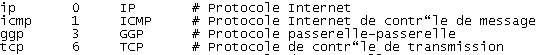 ip 0 IP # Protocole Internet
icmp 1 ICMP # Protocole Internet de contr“le de message
ggp 3 GGP # Protocole passerelle-passerelle
tcp 6 TCP # Protocole de contr“le de transmission